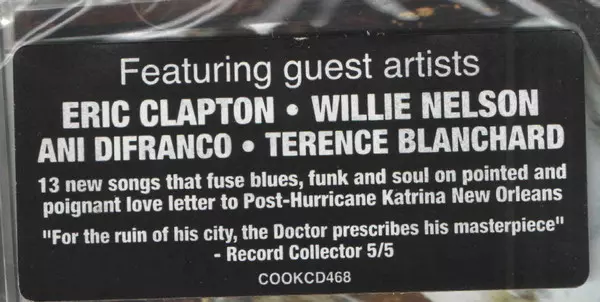 Featuring guest artists
ERIC CLAPTON • WILLIE NELSON
ANI DIFRANCO • TERENCE BLANCHARD
13 new songs that fuse blues, funk and soul on pointed and
poignant love letter to Post-Hurricane Katrina New Orleans
"For the ruin of his city, the Doctor prescribes his masterpiece"
- Record Collector 5/5
COOKCD468